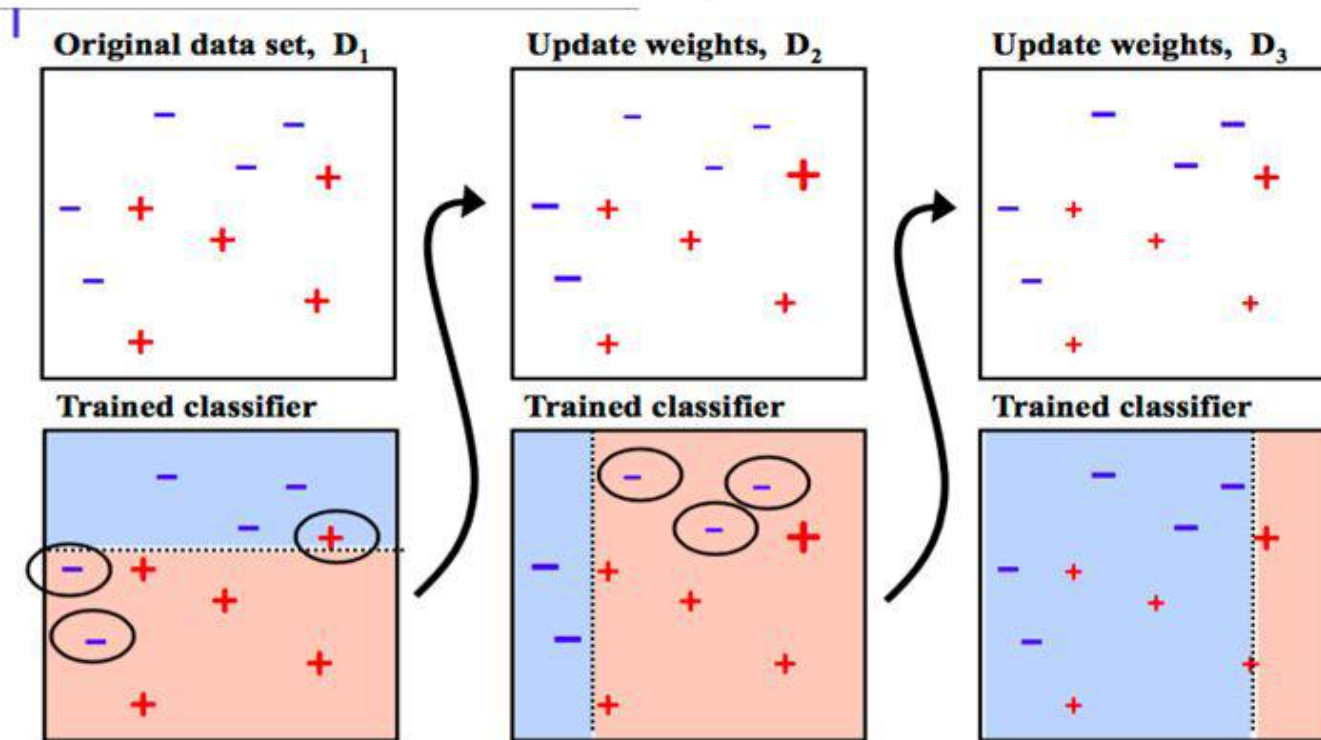 Original data set, D₁
Update weights, D₂
Update weights, D₃
Trained classifier
Trained classifier
Trained classifier